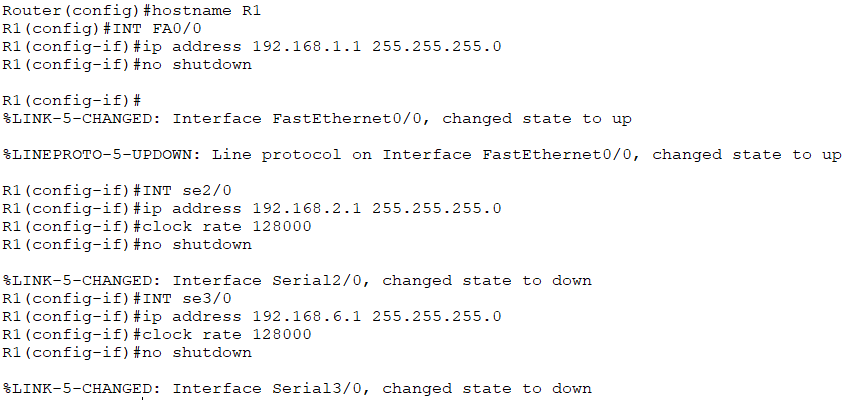 Router(config)#hostname R1
R1(config)#INT FA0/0
R1(config-if)#ip address 192.168.1.1 255.255.255.0
R1(config-if)#no shutdown
R1(config-if)#
%LINK-5-CHANGED: Interface FastEthernet0/0, changed state to up
%LINEPROTO-5-UPDOWN: Line protocol on Interface FastEthernet0/0, changed state to up
R1(config-if)#INT se2/0
R1(config-if)#ip address 192.168.2.1 255.255.255.0
R1(config-if)#clock rate 128000
R1(config-if)#no shutdown
%LINK-5-CHANGED: Interface Serial2/0, changed state to down
R1(config-if)#INT se3/0
R1(config-if)#ip address 192.168.6.1 255.255.255.0
R1(config-if)#clock rate 128000
R1(config-if)#no shutdown
%LINK-5-CHANGED: Interface Serial3/0, changed state to down